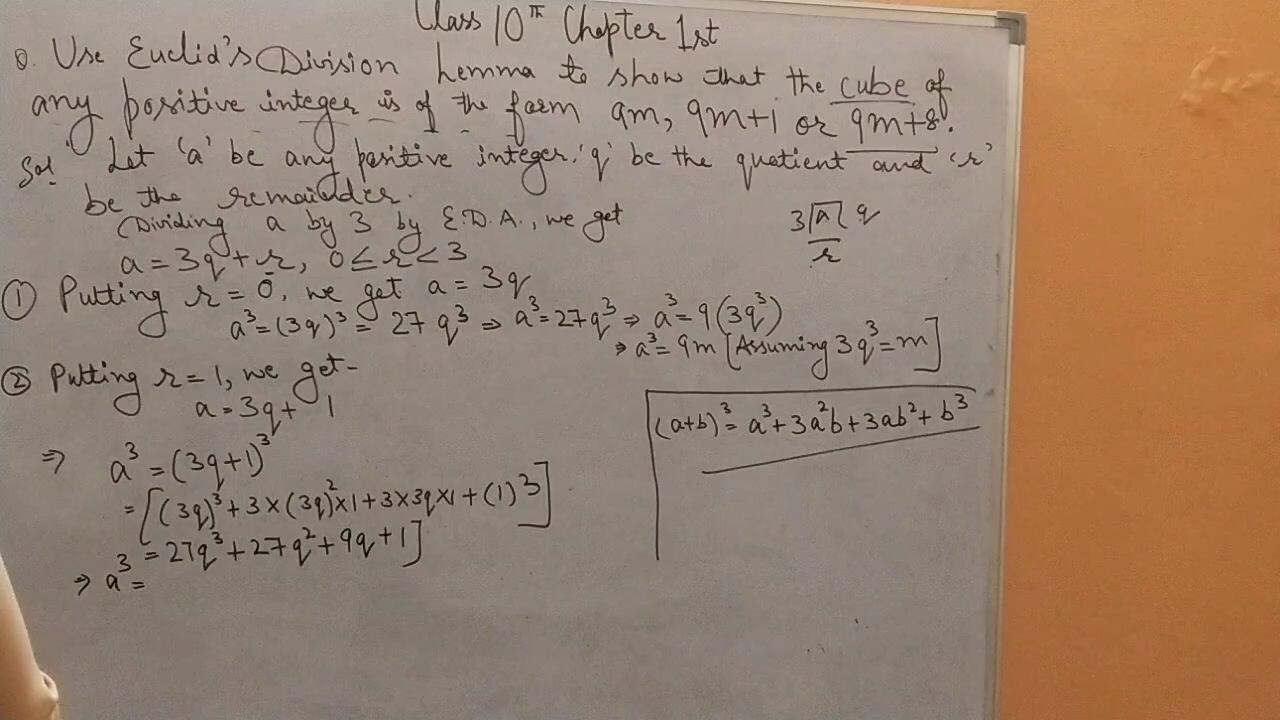 Class 10th Chapter 1st
Q. Use Euclid's Division Lemma to show that the cube of
any positive integer is of the form 9m, 9m+1 or 9m+8.
Sol. Let 'a' be any positive integer, 'q' be the quotient and 'r'
be the remaidder.
Dividing a by 3 by E.D.A., we get
3 a q
r
a = 3q + r, 0 ≤ r < 3
① Putting r = 0, we get a = 3q
a³ = (3q)³ = 27 q³ ⇒ a³ = 27q³ ⇒ a³ = 9(3q³)
⇒ a³ = 9m [Assuming 3q³ = m]
② Putting r = 1, we get -
a = 3q + 1
⇒ a³ = (3q+1)³
= [(3q)³ + 3×(3q)²×1 + 3×3q×1 + (1)³]
= 27q³ + 27q² + 9q + 1]
⇒ a³ =
(a+b)³ = a³ + 3a²b + 3ab² + b³